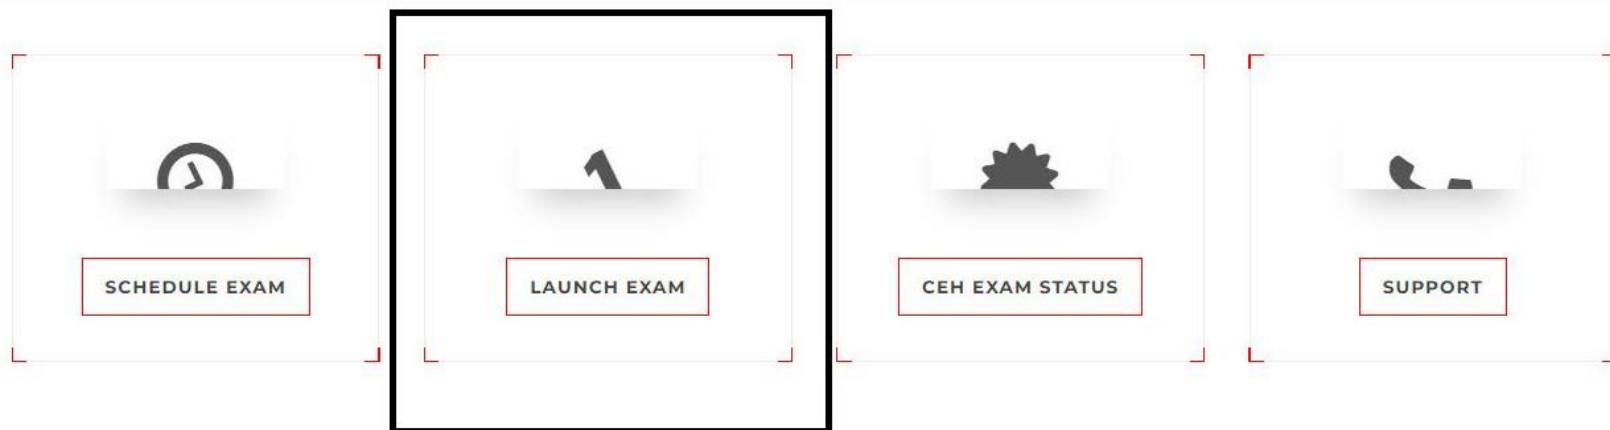 SCHEDULE EXAM
LAUNCH EXAM
CEH EXAM STATUS
SUPPORT